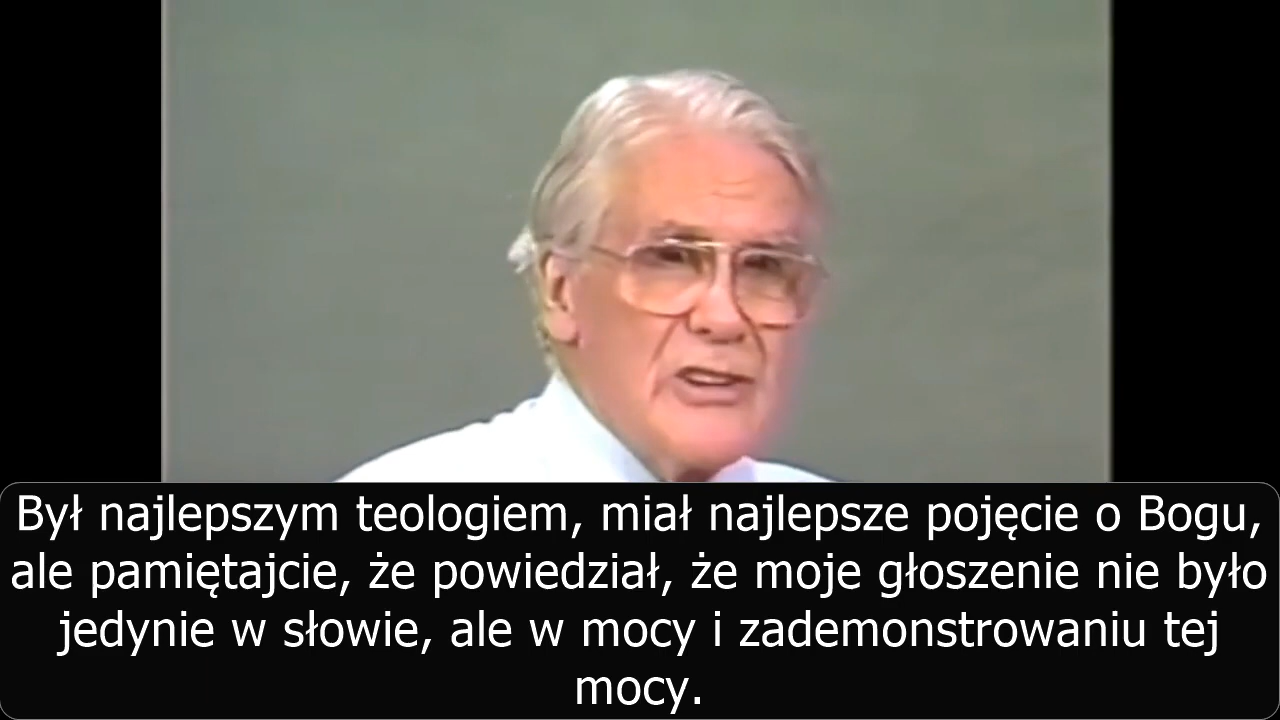 Był najlepszym teologiem, miał najlepsze pojęcie o Bogu,
ale pamiętajcie, że powiedział, że moje głoszenie nie było
jedynie w słowie, ale w mocy i zademonstrowaniu tej
mocy.